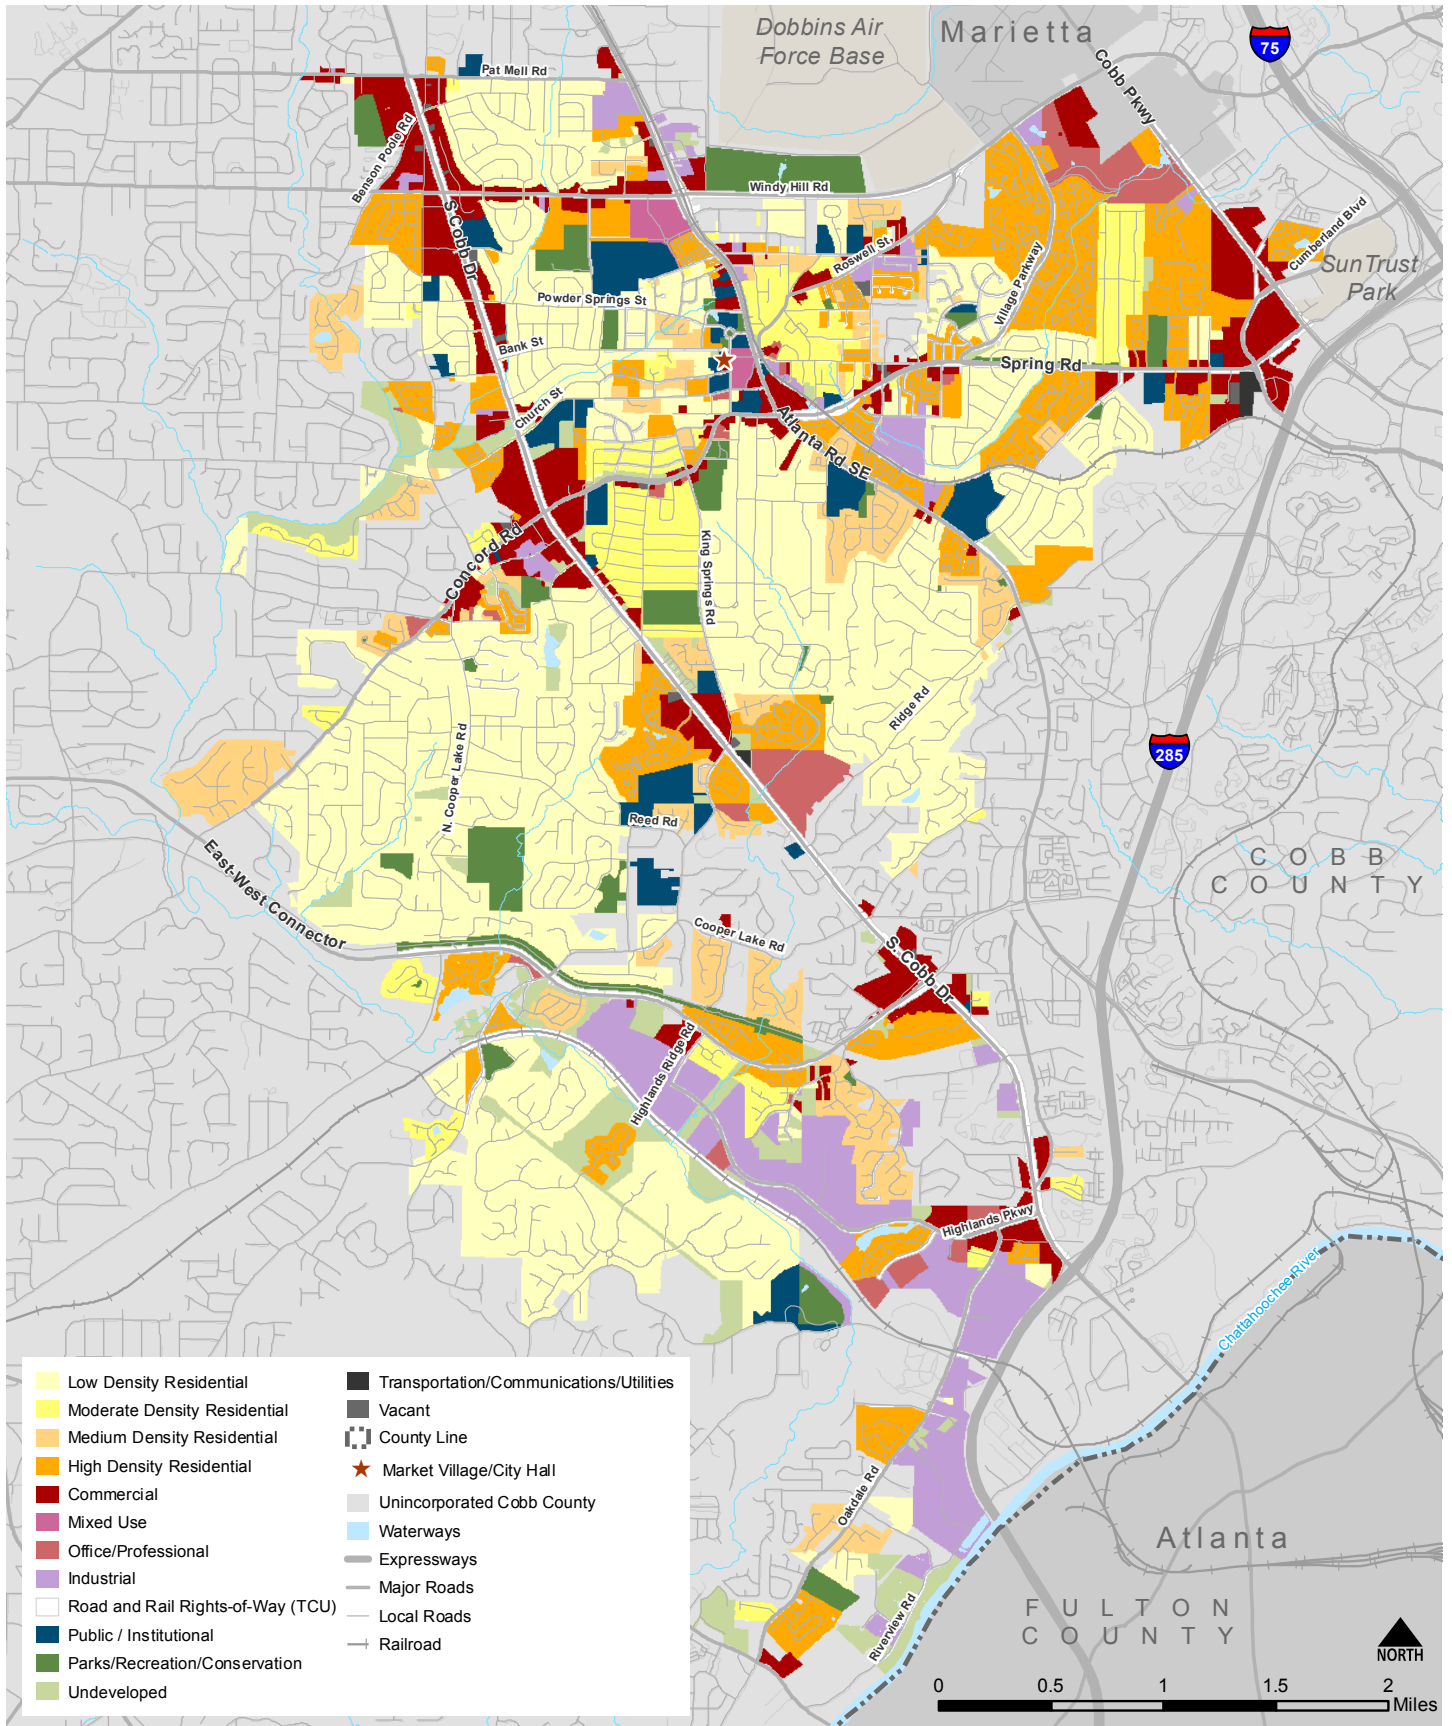 Dobbins Air
Force Base
Marietta
75
Cobb Pkwy
Pat Mell Rd
Benson Poole Rd
Windy Hill Rd
S Cobb Dr
Roswell St
Cumberland Blvd
SunTrust
Park
Village Parkway
Powder Springs St
Bank St
Spring Rd
Church St
Atlanta Rd SE
Concord Rd
King Springs Rd
Ridge Rd
N. Cooper Lake Rd
285
Reed Rd
COBB
COUNTY
East-West Connector
Cooper Lake Rd
S. Cobb Dr
Highlands Ridge Rd
Highlands Pkwy
Chattahoochee River
Oakdale Rd
Riverview Rd
Atlanta
FULTON
COUNTY
NORTH
0 0.5 1 1.5 2
Miles
Low Density Residential
Moderate Density Residential
Medium Density Residential
High Density Residential
Commercial
Mixed Use
Office/Professional
Industrial
Road and Rail Rights-of-Way (TCU)
Public / Institutional
Parks/Recreation/Conservation
Undeveloped
Transportation/Communications/Utilities
Vacant
County Line
Market Village/City Hall
Unincorporated Cobb County
Waterways
Expressways
Major Roads
Local Roads
Railroad